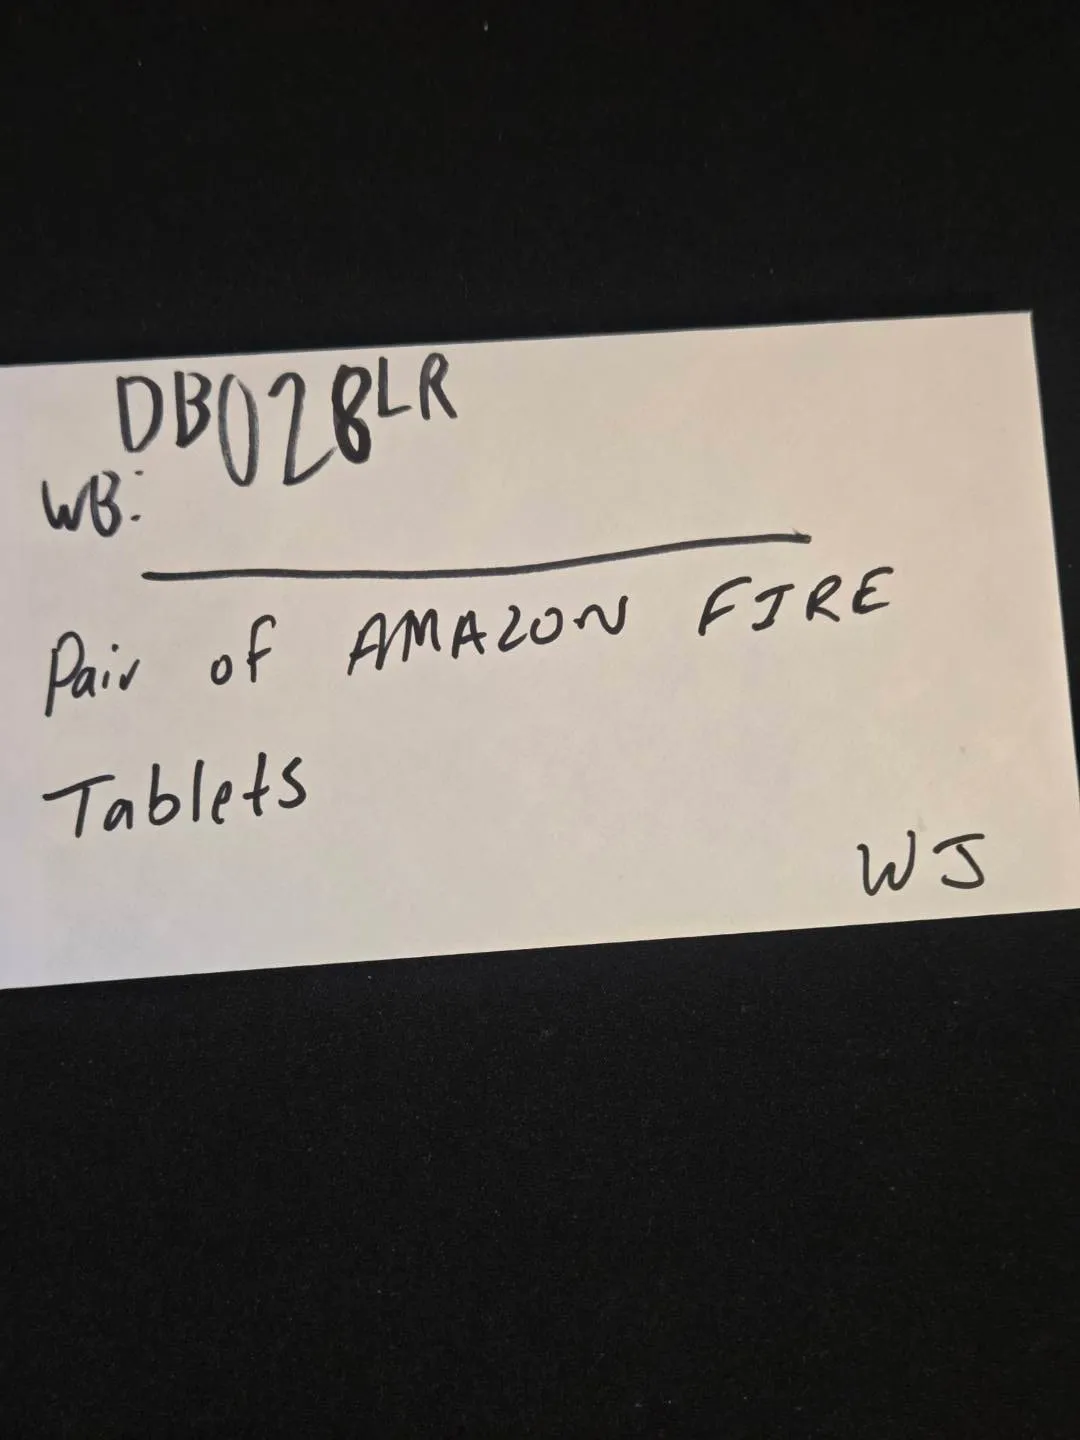 DB028LR
WB:
Pair of AMAZON FIRE
Tablets
WJ